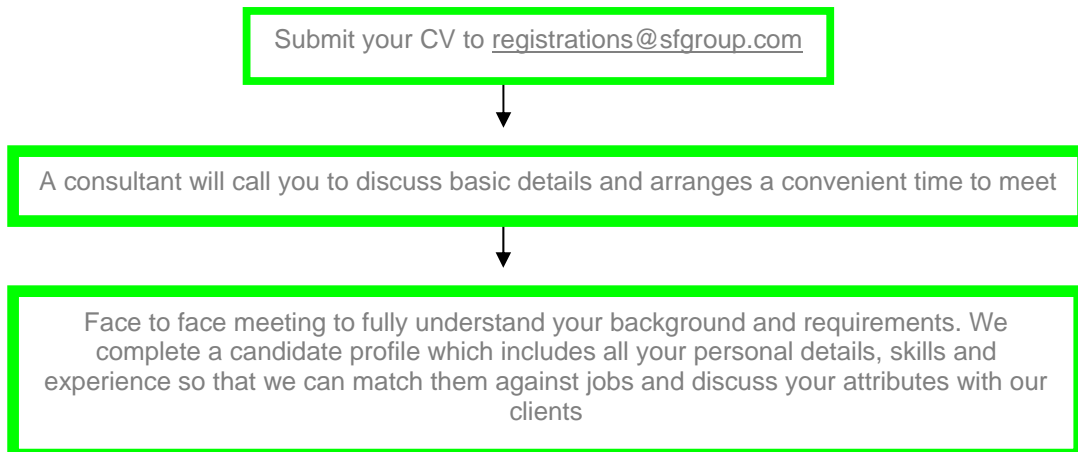 Submit your CV to registrations@sfgroup.com
A consultant will call you to discuss basic details and arranges a convenient time to meet
Face to face meeting to fully understand your background and requirements. We
complete a candidate profile which includes all your personal details, skills and
experience so that we can match them against jobs and discuss your attributes with our
clients